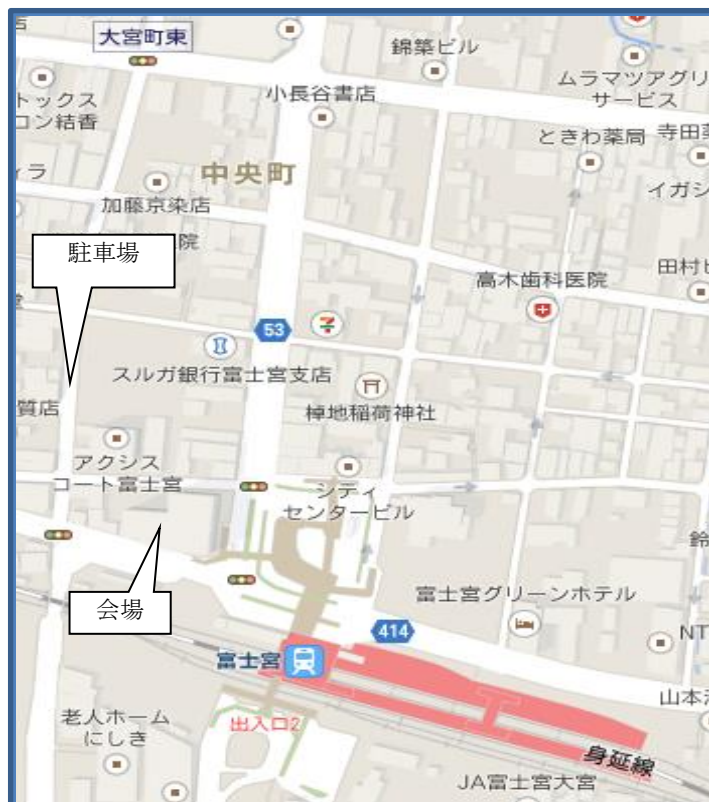 大宮町東
錦築ビル
ムラマツアグリ
サービス
トックス
コン結香
小長谷書店
ときわ薬局
寺田
ィラ
中央町
イガシ
加藤京染店
院
駐車場
田村ビ
高木歯科医院
53
スルガ銀行富士宮支店
棹地稲荷神社
質店
アクシス
コート富士宮
シティ
センタービル
鈴
会場
富士宮グリーンホテル
414
NT
富士宮
山本
老人ホーム
にしき
出入口2
身延線
JA富士宮大宮